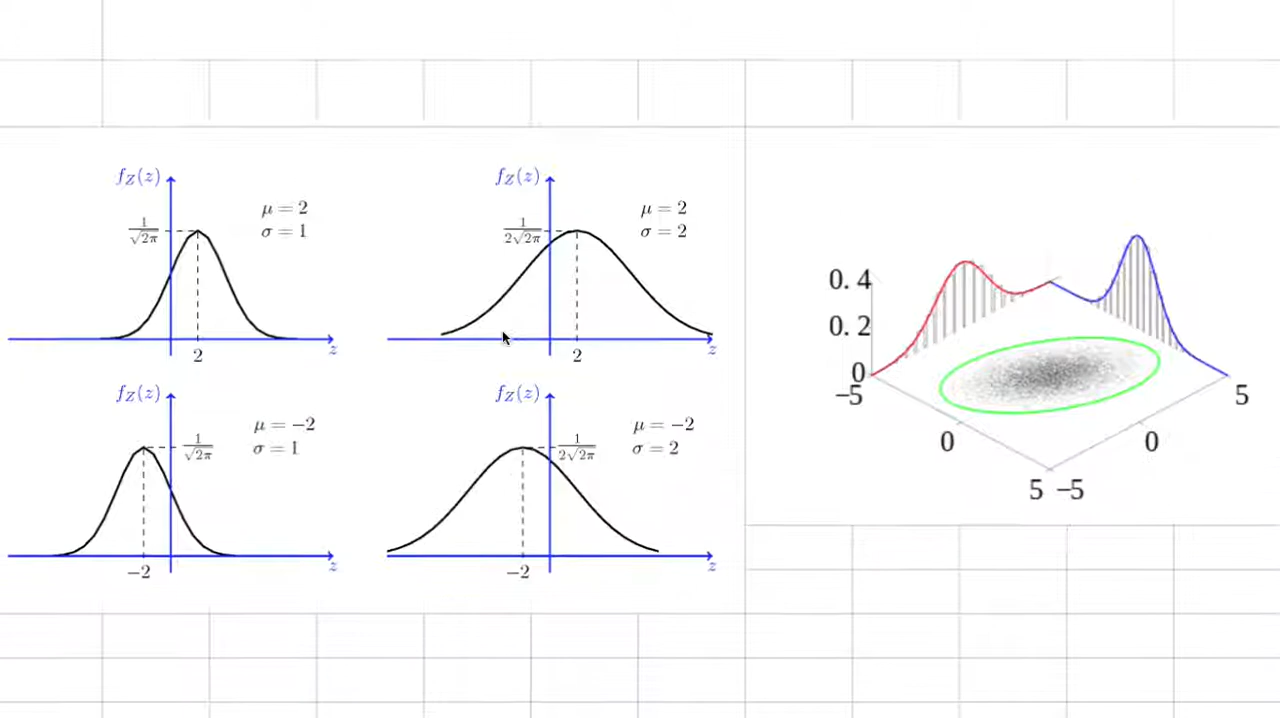 f_Z(z)
μ = 2
σ = 1
1/√2π
2
z
f_Z(z)
μ = 2
σ = 2
1/2√2π
2
z
f_Z(z)
μ = −2
σ = 1
1/√2π
−2
z
f_Z(z)
μ = −2
σ = 2
1/2√2π
−2
z
0.4
0.2
0
−5
0
5
−5
0
5